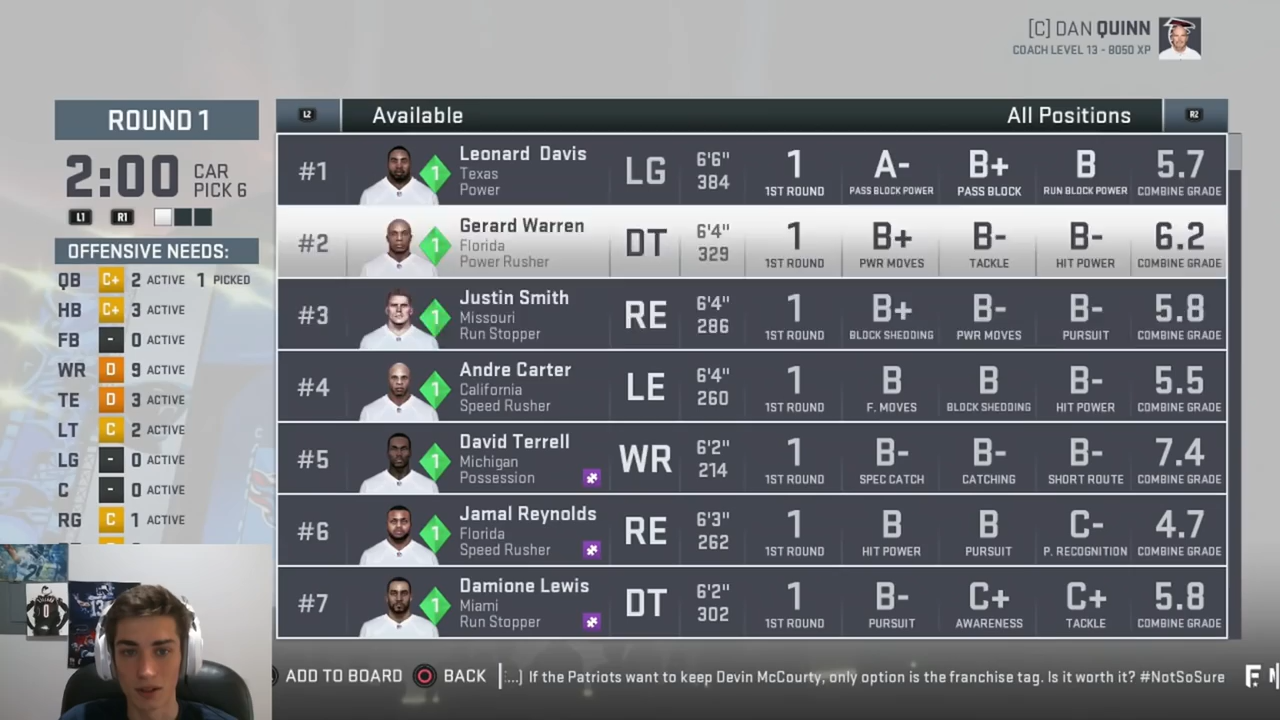 [C] DAN QUINN
COACH LEVEL 13 - 8050 XP
ROUND 1
2:00 CAR PICK 6
L1 R1
OFFENSIVE NEEDS:
QB C+ 2 ACTIVE 1 PICKED
HB C+ 3 ACTIVE
FB - 0 ACTIVE
WR D 9 ACTIVE
TE D 3 ACTIVE
LT C 2 ACTIVE
LG - 0 ACTIVE
C - 0 ACTIVE
RG C 1 ACTIVE
L2 Available All Positions R2
#1 1 Leonard Davis LG 6'6" 1 A- B+ B 5.7
Texas
Power 384 1ST ROUND PASS BLOCK POWER PASS BLOCK RUN BLOCK POWER COMBINE GRADE
#2 1 Gerard Warren DT 6'4" 1 B+ B- B- 6.2
Florida
Power Rusher 329 1ST ROUND PWR MOVES TACKLE HIT POWER COMBINE GRADE
#3 1 Justin Smith RE 6'4" 1 B+ B- B- 5.8
Missouri
Run Stopper 286 1ST ROUND BLOCK SHEDDING PWR MOVES PURSUIT COMBINE GRADE
#4 1 Andre Carter LE 6'4" 1 B B B- 5.5
California
Speed Rusher 260 1ST ROUND F. MOVES BLOCK SHEDDING HIT POWER COMBINE GRADE
#5 1 David Terrell WR 6'2" 1 B- B- B- 7.4
Michigan
Possession 214 1ST ROUND SPEC CATCH CATCHING SHORT ROUTE COMBINE GRADE
#6 1 Jamal Reynolds RE 6'3" 1 B B C- 4.7
Florida
Speed Rusher 262 1ST ROUND HIT POWER PURSUIT P. RECOGNITION COMBINE GRADE
#7 1 Damione Lewis DT 6'2" 1 B- C+ C+ 5.8
Miami
Run Stopper 302 1ST ROUND PURSUIT AWARENESS TACKLE COMBINE GRADE
ADD TO BOARD BACK ...) If the Patriots want to keep Devin McCourty, only option is the franchise tag. Is it worth it? #NotSoSure